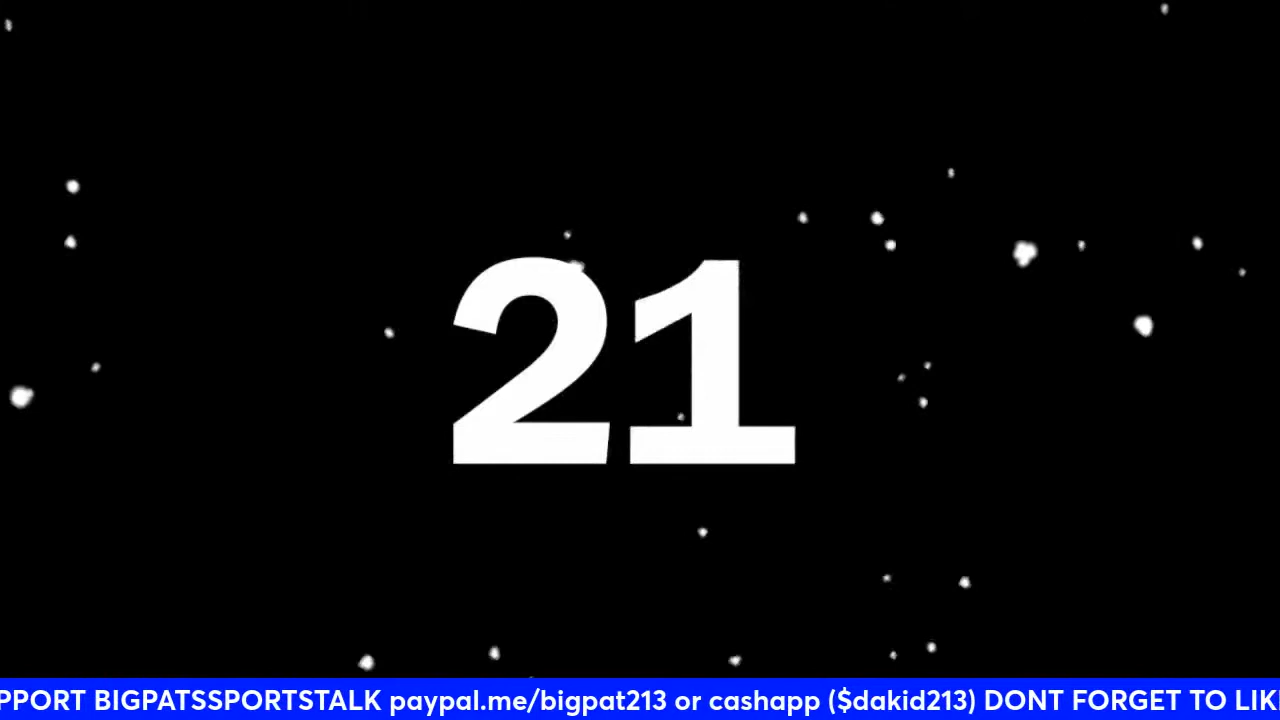 21
PPORT BIGPATSSPORTSTALK paypal.me/bigpat213 or cashapp ($dakid213) DONT FORGET TO LIK